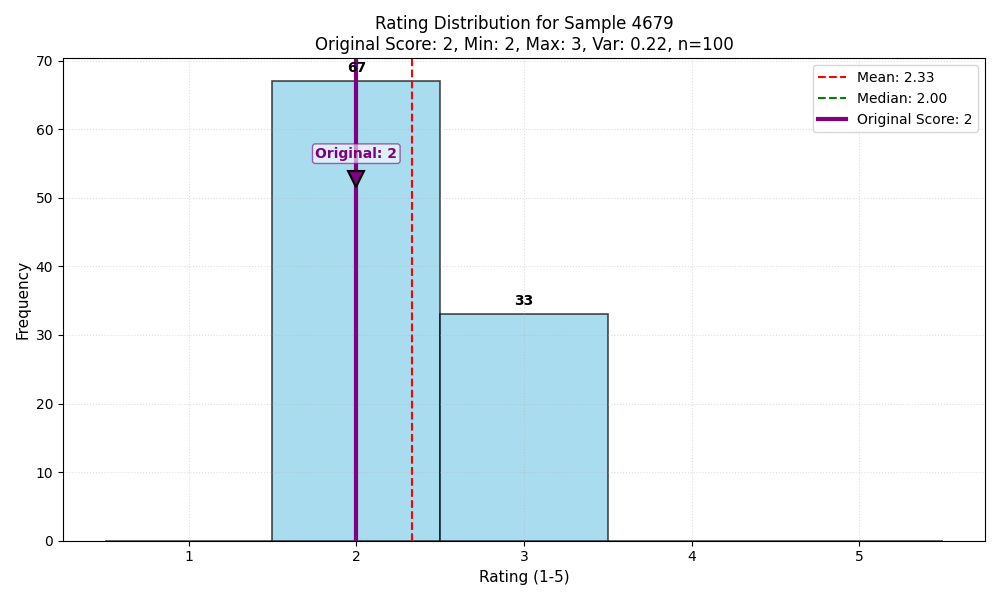 Rating Distribution for Sample 4679
Original Score: 2, Min: 2, Max: 3, Var: 0.22, n=100
Mean: 2.33
Median: 2.00
Original Score: 2
67
Original: 2
33
Frequency
70
60
50
40
30
20
10
0
1 2 3 4 5
Rating (1-5)